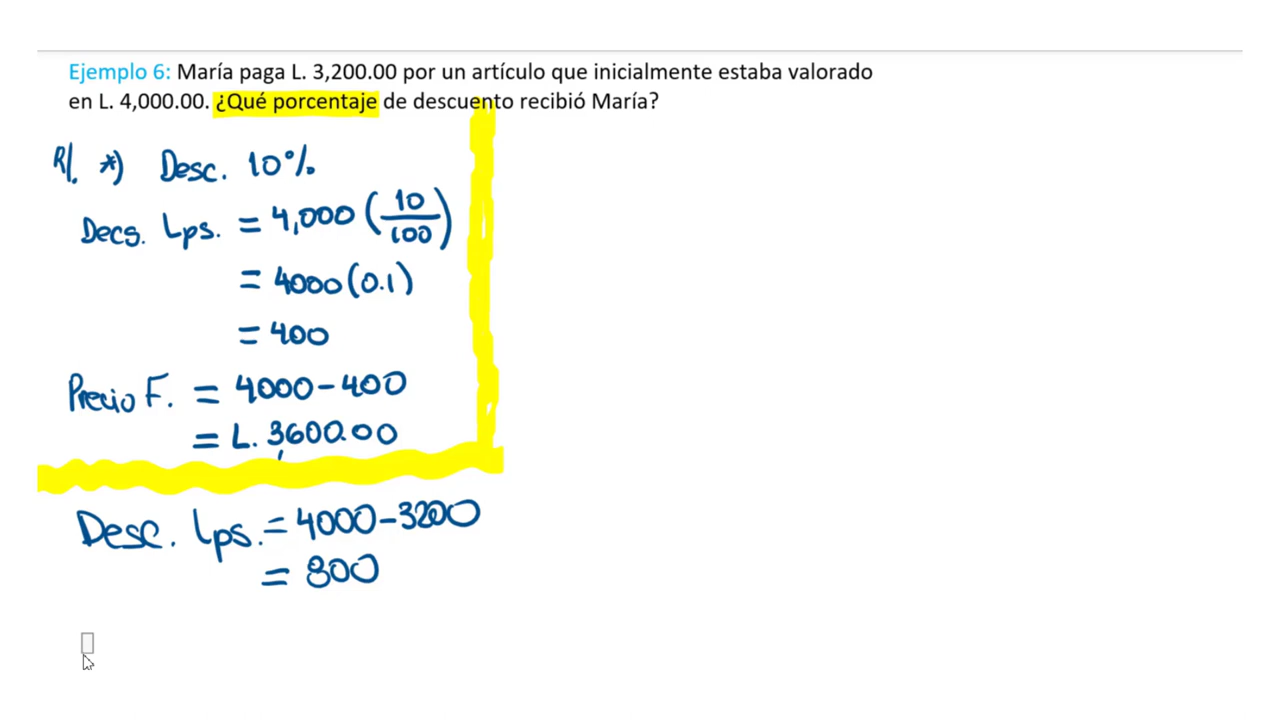 Ejemplo 6: María paga L. 3,200.00 por un artículo que inicialmente estaba valorado
en L. 4,000.00. ¿Qué porcentaje de descuento recibió María?
R/. *) Desc. 10%
Decs. Lps. = 4,000 (10/100)
= 4000 (0.1)
= 400
Precio F. = 4000 - 400
= L. 3,600.00
Desc. Lps. = 4000 - 3200
= 800